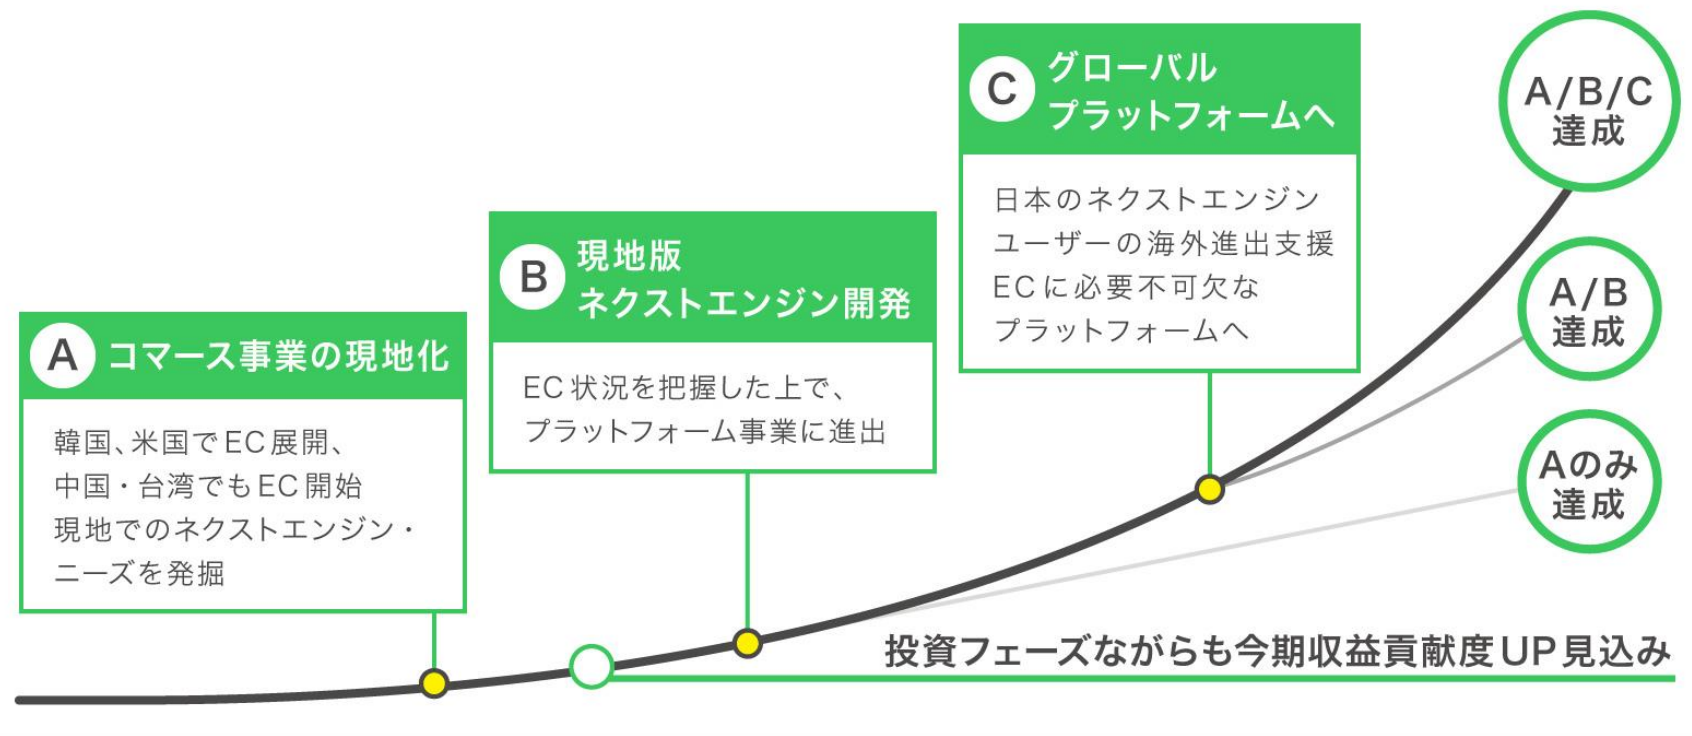 A
コマース事業の現地化
韓国、米国でEC展開、
中国・台湾でもEC開始
現地でのネクストエンジン・
ニーズを発掘
B
現地版
ネクストエンジン開発
EC状況を把握した上で、
プラットフォーム事業に進出
C
グローバル
プラットフォームへ
日本のネクストエンジン
ユーザーの海外進出支援
ECに必要不可欠な
プラットフォームへ
A/B/C
達成
A/B
達成
Aのみ
達成
投資フェーズながらも今期収益貢献度UP見込み